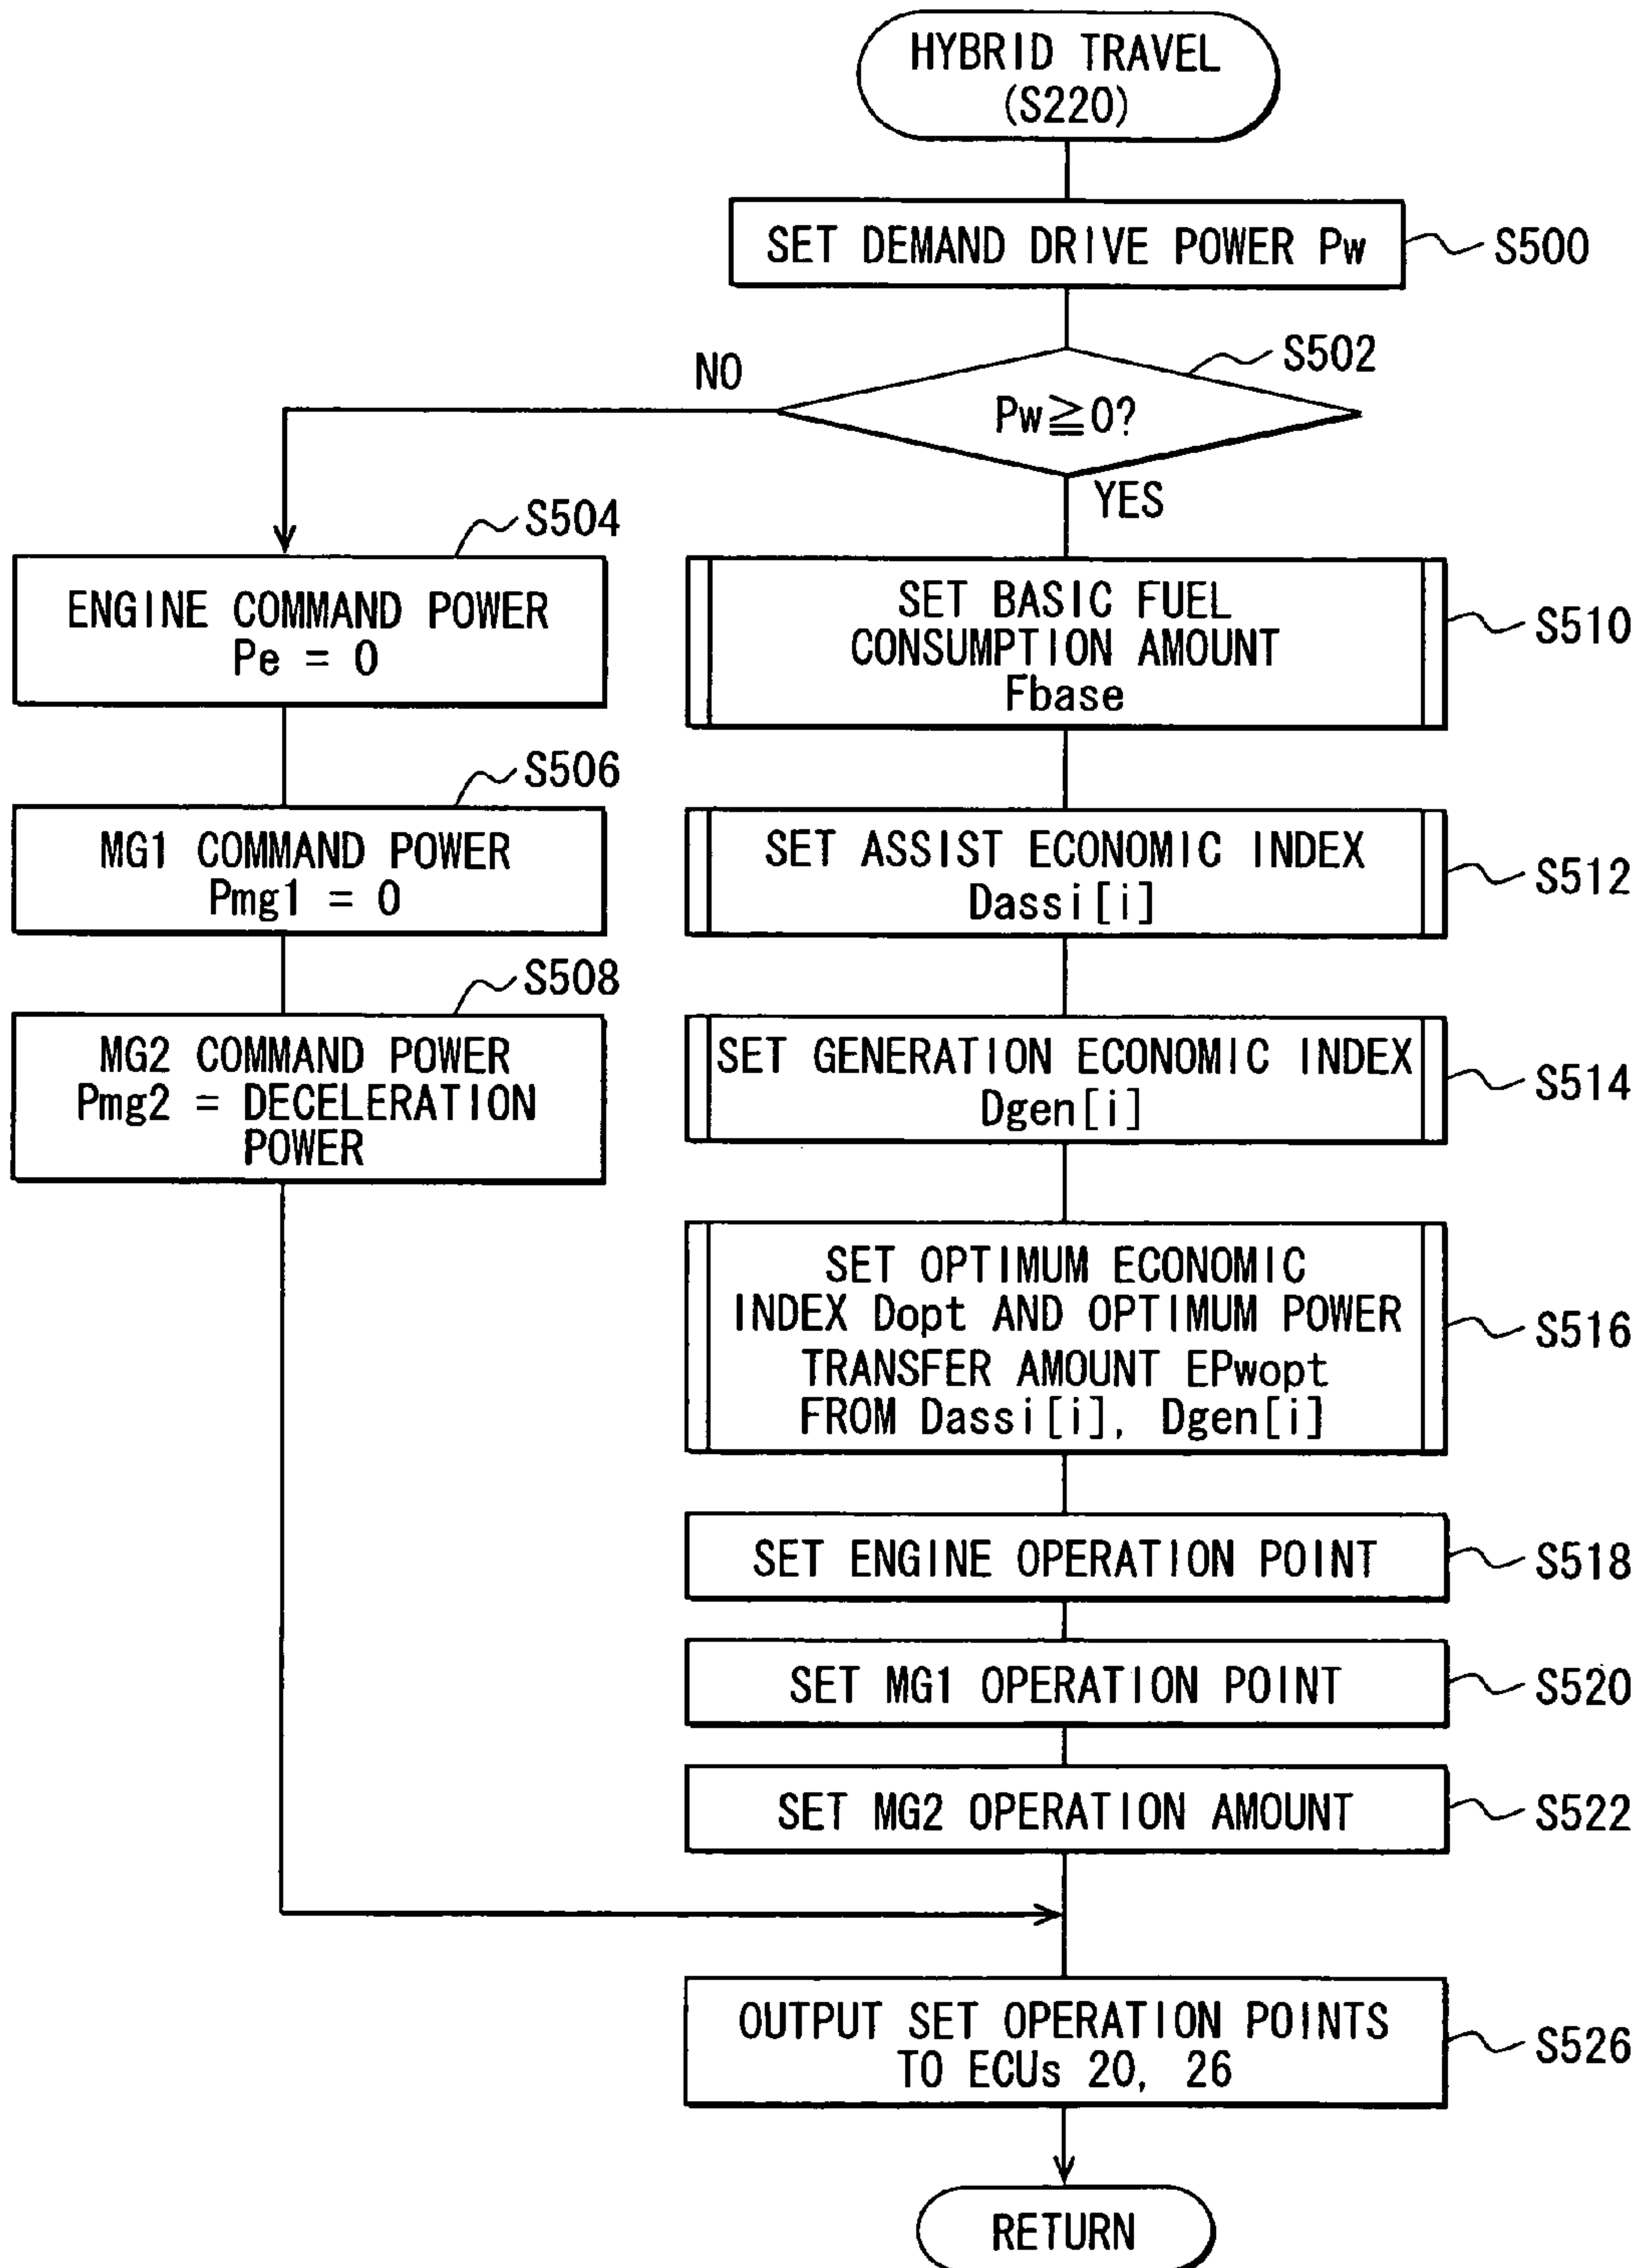 HYBRID TRAVEL
(S220)
SET DEMAND DRIVE POWER Pw
S500
S502
NO
Pw≧0?
YES
S504
ENGINE COMMAND POWER
Pe = 0
S506
MG1 COMMAND POWER
Pmg1 = 0
S508
MG2 COMMAND POWER
Pmg2 = DECELERATION
POWER
SET BASIC FUEL
CONSUMPTION AMOUNT
Fbase
S510
SET ASSIST ECONOMIC INDEX
Dassi[i]
S512
SET GENERATION ECONOMIC INDEX
Dgen[i]
S514
SET OPTIMUM ECONOMIC
INDEX Dopt AND OPTIMUM POWER
TRANSFER AMOUNT EPwopt
FROM Dassi[i], Dgen[i]
S516
SET ENGINE OPERATION POINT
S518
SET MG1 OPERATION POINT
S520
SET MG2 OPERATION AMOUNT
S522
OUTPUT SET OPERATION POINTS
TO ECUs 20, 26
S526
RETURN